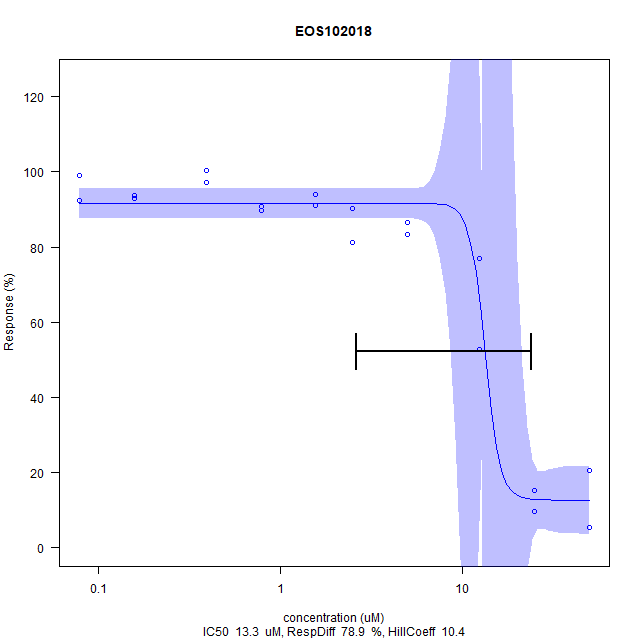 EOS102018
120
100
80
60
40
20
0
Response (%)
0.1 1 10
concentration (uM)
IC50 13.3 uM, RespDiff 78.9 %, HillCoeff 10.4